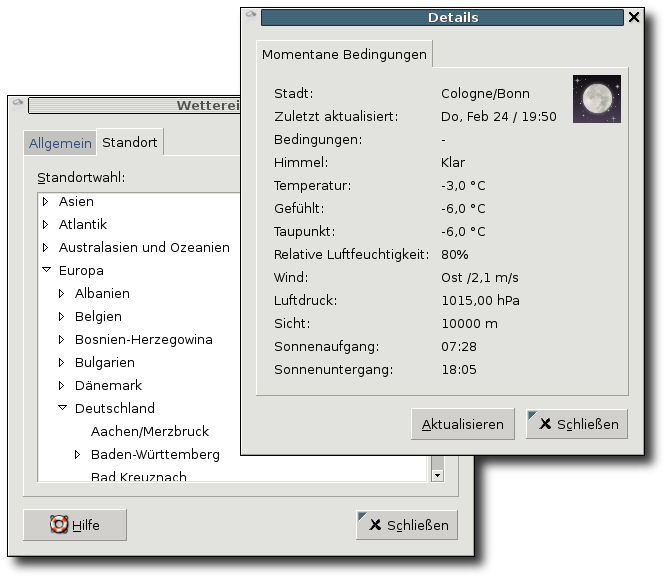 Details
Momentane Bedingungen
Stadt: Cologne/Bonn
Zuletzt aktualisiert: Do, Feb 24 / 19:50
Bedingungen: -
Himmel: Klar
Temperatur: -3,0 °C
Gefühlt: -6,0 °C
Taupunkt: -6,0 °C
Relative Luftfeuchtigkeit: 80%
Wind: Ost /2,1 m/s
Luftdruck: 1015,00 hPa
Sicht: 10000 m
Sonnenaufgang: 07:28
Sonnenuntergang: 18:05
Aktualisieren Schließen
Wetterei
Allgemein Standort
Standortwahl:
Asien
Atlantik
Australasien und Ozeanien
Europa
Albanien
Belgien
Bosnien-Herzegowina
Bulgarien
Dänemark
Deutschland
Aachen/Merzbruck
Baden-Württemberg
Bad Kreuznach
Hilfe Schließen